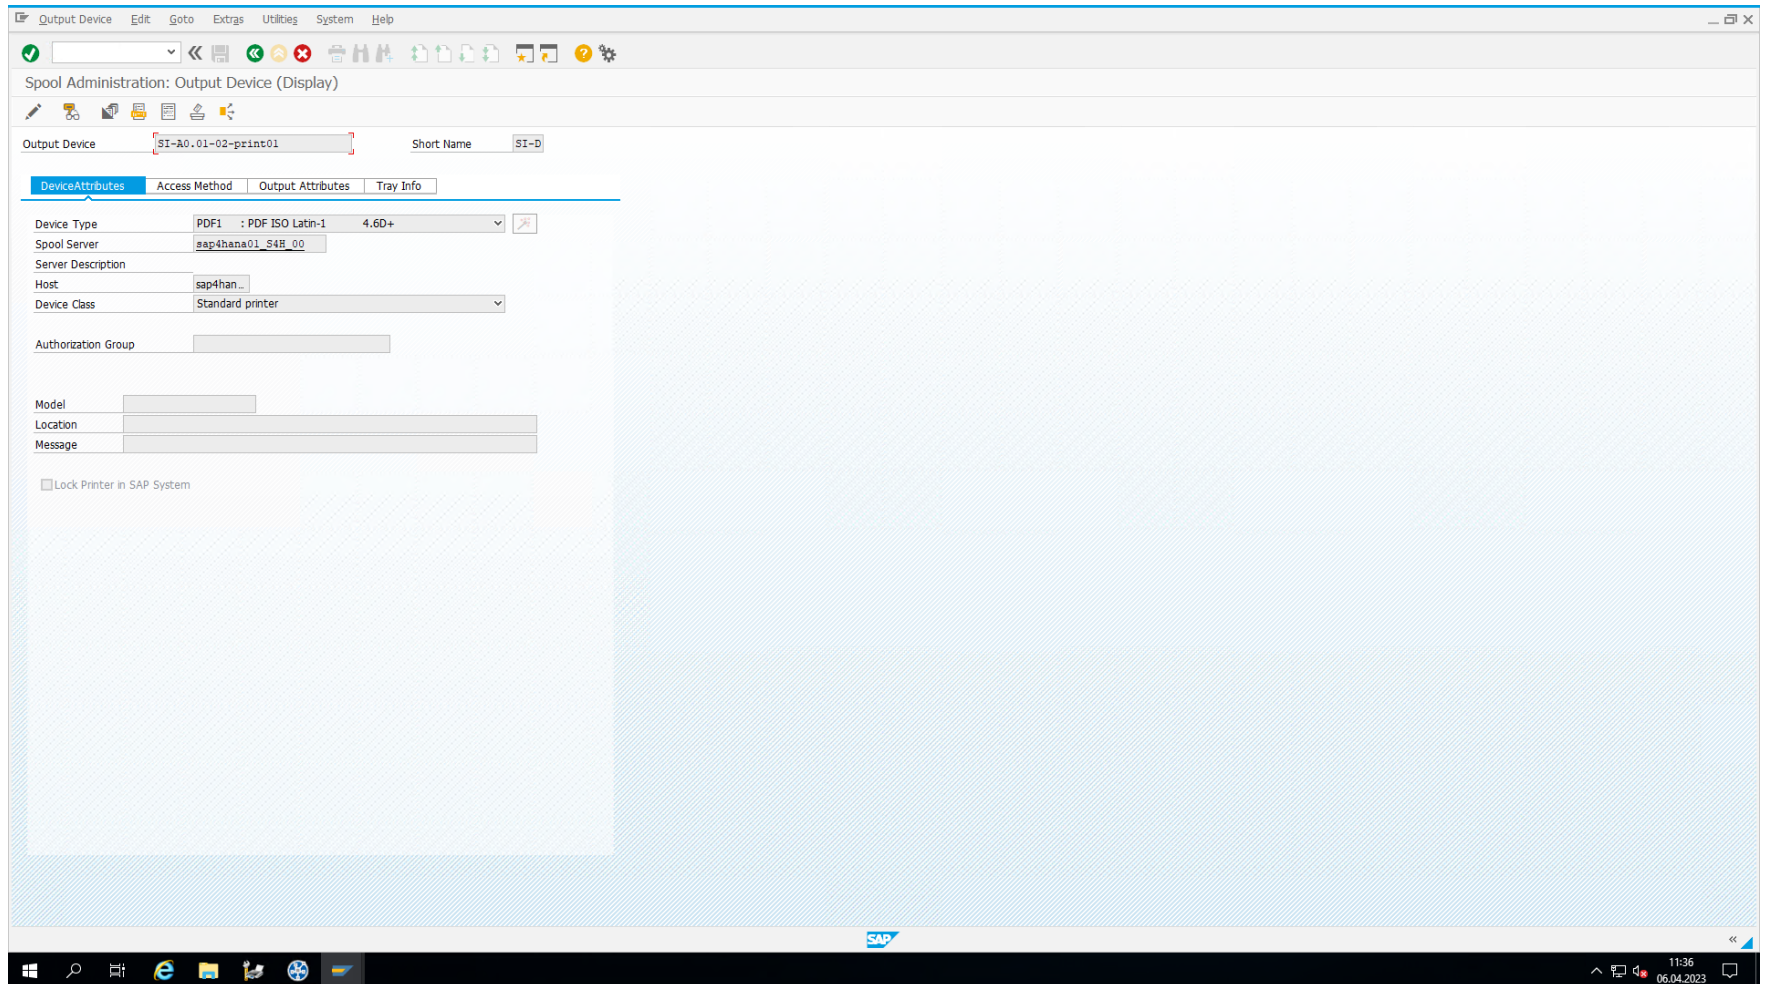 Output Device Edit Goto Extras Utilities System Help
Spool Administration: Output Device (Display)
Output Device SI-A0.01-02-print01 Short Name SI-D
DeviceAttributes Access Method Output Attributes Tray Info
Device Type PDF1 : PDF ISO Latin-1 4.6D+
Spool Server sap4hana01_S4H_00
Server Description
Host sap4han...
Device Class Standard printer
Authorization Group
Model
Location
Message
Lock Printer in SAP System
SAP
11:36
06.04.2023